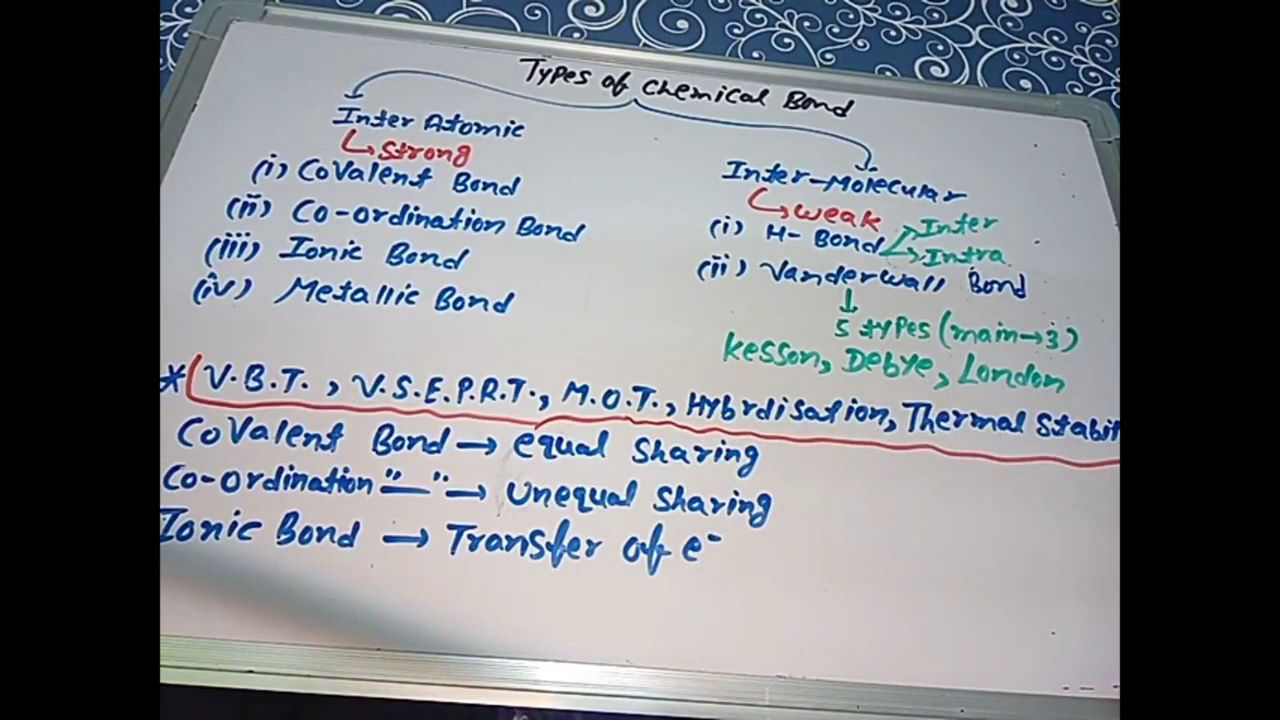 Types of Chemical Bond
Inter Atomic
Strong
(i) Covalent Bond
(ii) Co-ordination Bond
(iii) Ionic Bond
(iv) Metallic Bond
Inter-Molecular
weak
(i) H-Bond
Inter
Intra
(ii) Vanderwall Bond
5 types (main→3)
Kesson, Debye, London
* V.B.T., V.S.E.P.R.T., M.O.T., Hybrdisation, Thermal Stabil
Covalent Bond → equal Sharing
Co-ordination "—" → Unequal Sharing
Ionic Bond → Transfer of e⁻